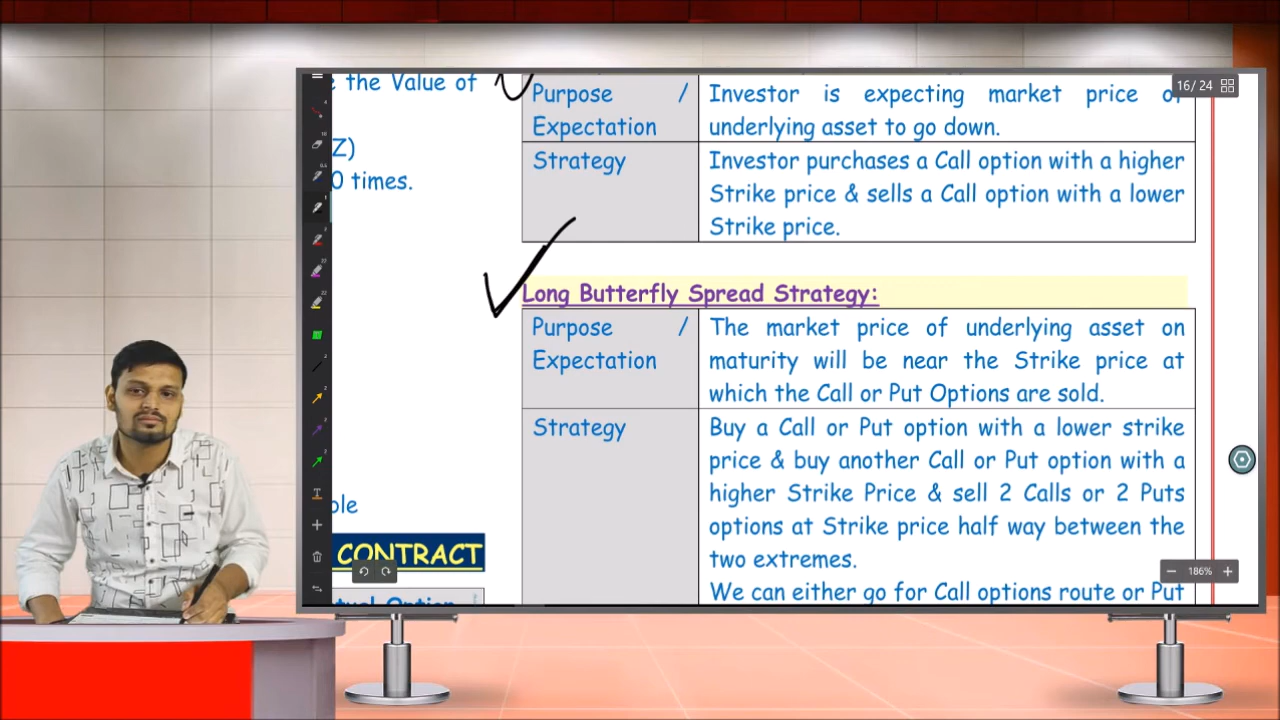 e the Value of
Z)
0 times.
ole
CONTRACT
tual Option
16/ 24
Purpose / Investor is expecting market price of
Expectation underlying asset to go down.
Strategy Investor purchases a Call option with a higher
Strike price & sells a Call option with a lower
Strike price.
Long Butterfly Spread Strategy:
Purpose / The market price of underlying asset on
Expectation maturity will be near the Strike price at
which the Call or Put Options are sold.
Strategy Buy a Call or Put option with a lower strike
price & buy another Call or Put option with a
higher Strike Price & sell 2 Calls or 2 Puts
options at Strike price half way between the
two extremes.
We can either go for Call options route or Put
186%